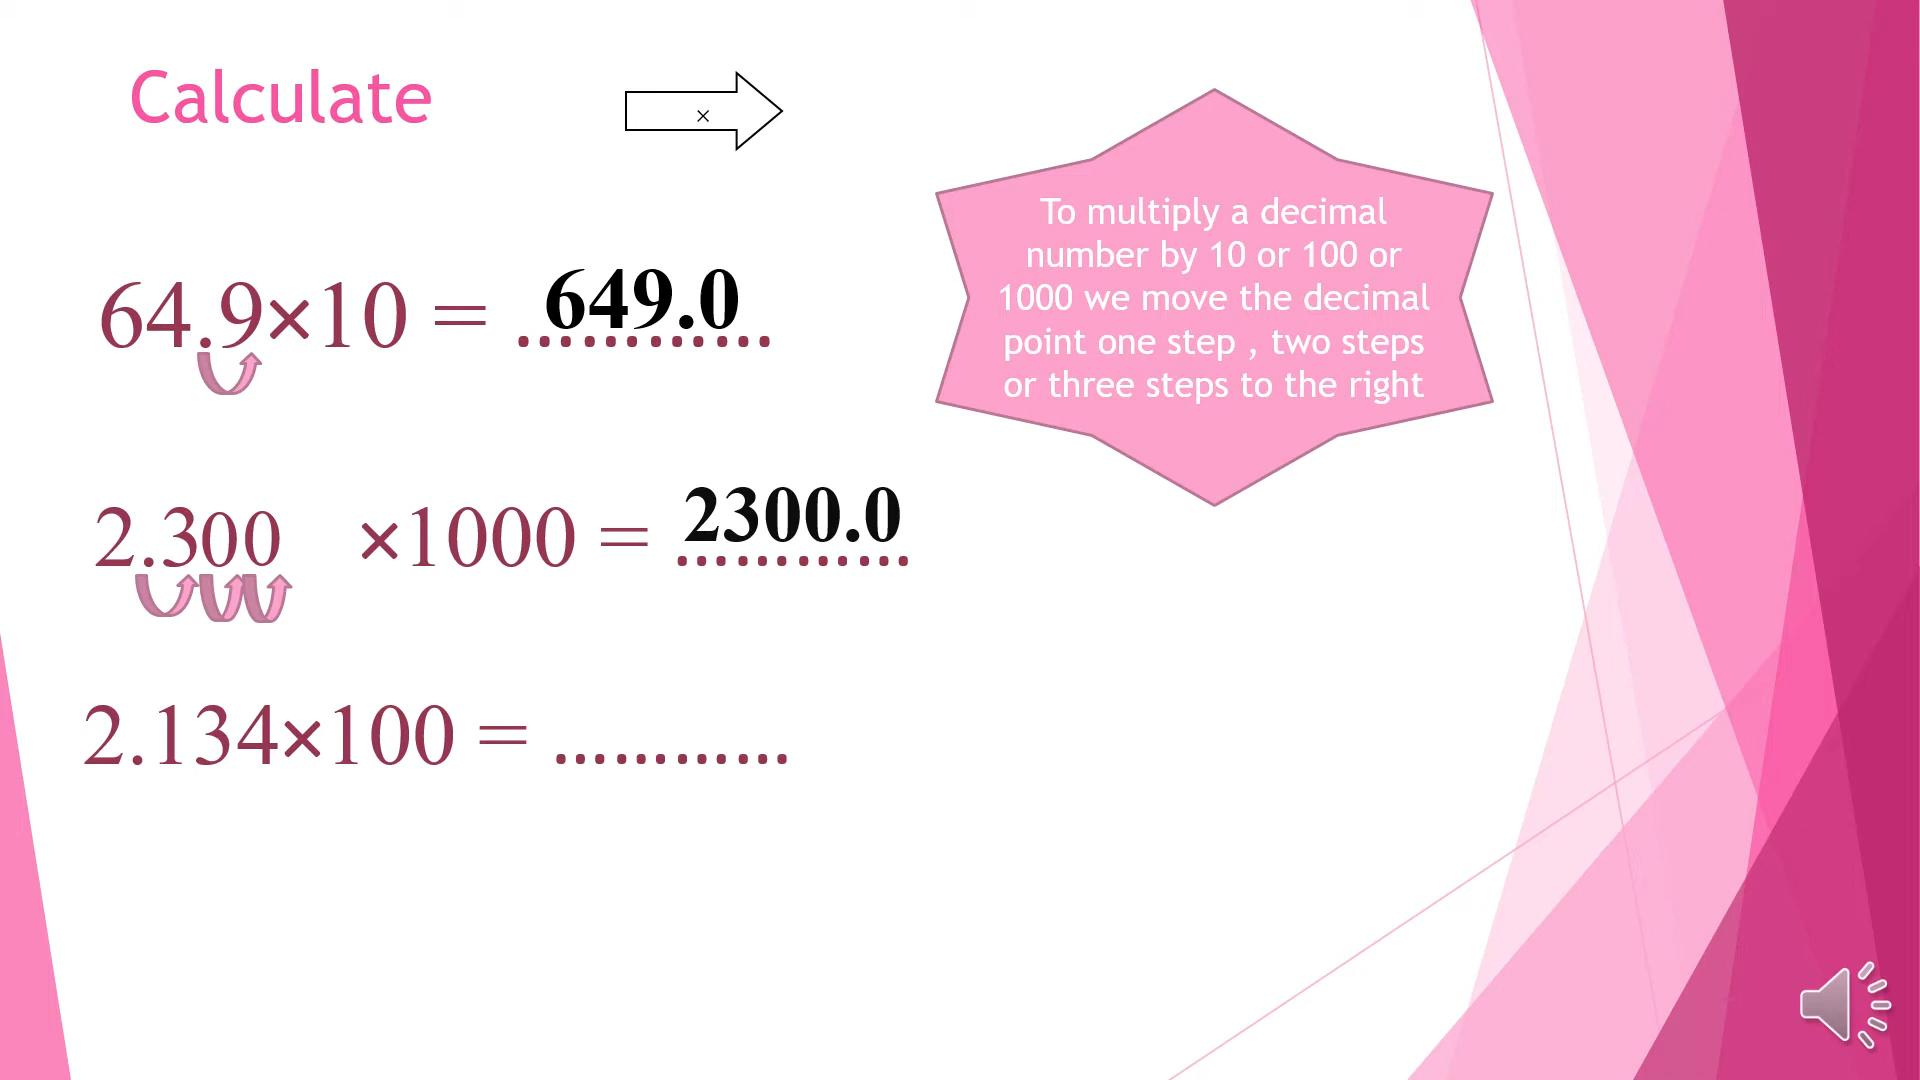 Calculate
×
To multiply a decimal
number by 10 or 100 or
1000 we move the decimal
point one step , two steps
or three steps to the right
64.9×10 = ............
649.0
2.300 ×1000 = ............
2300.0
2.134×100 = ............